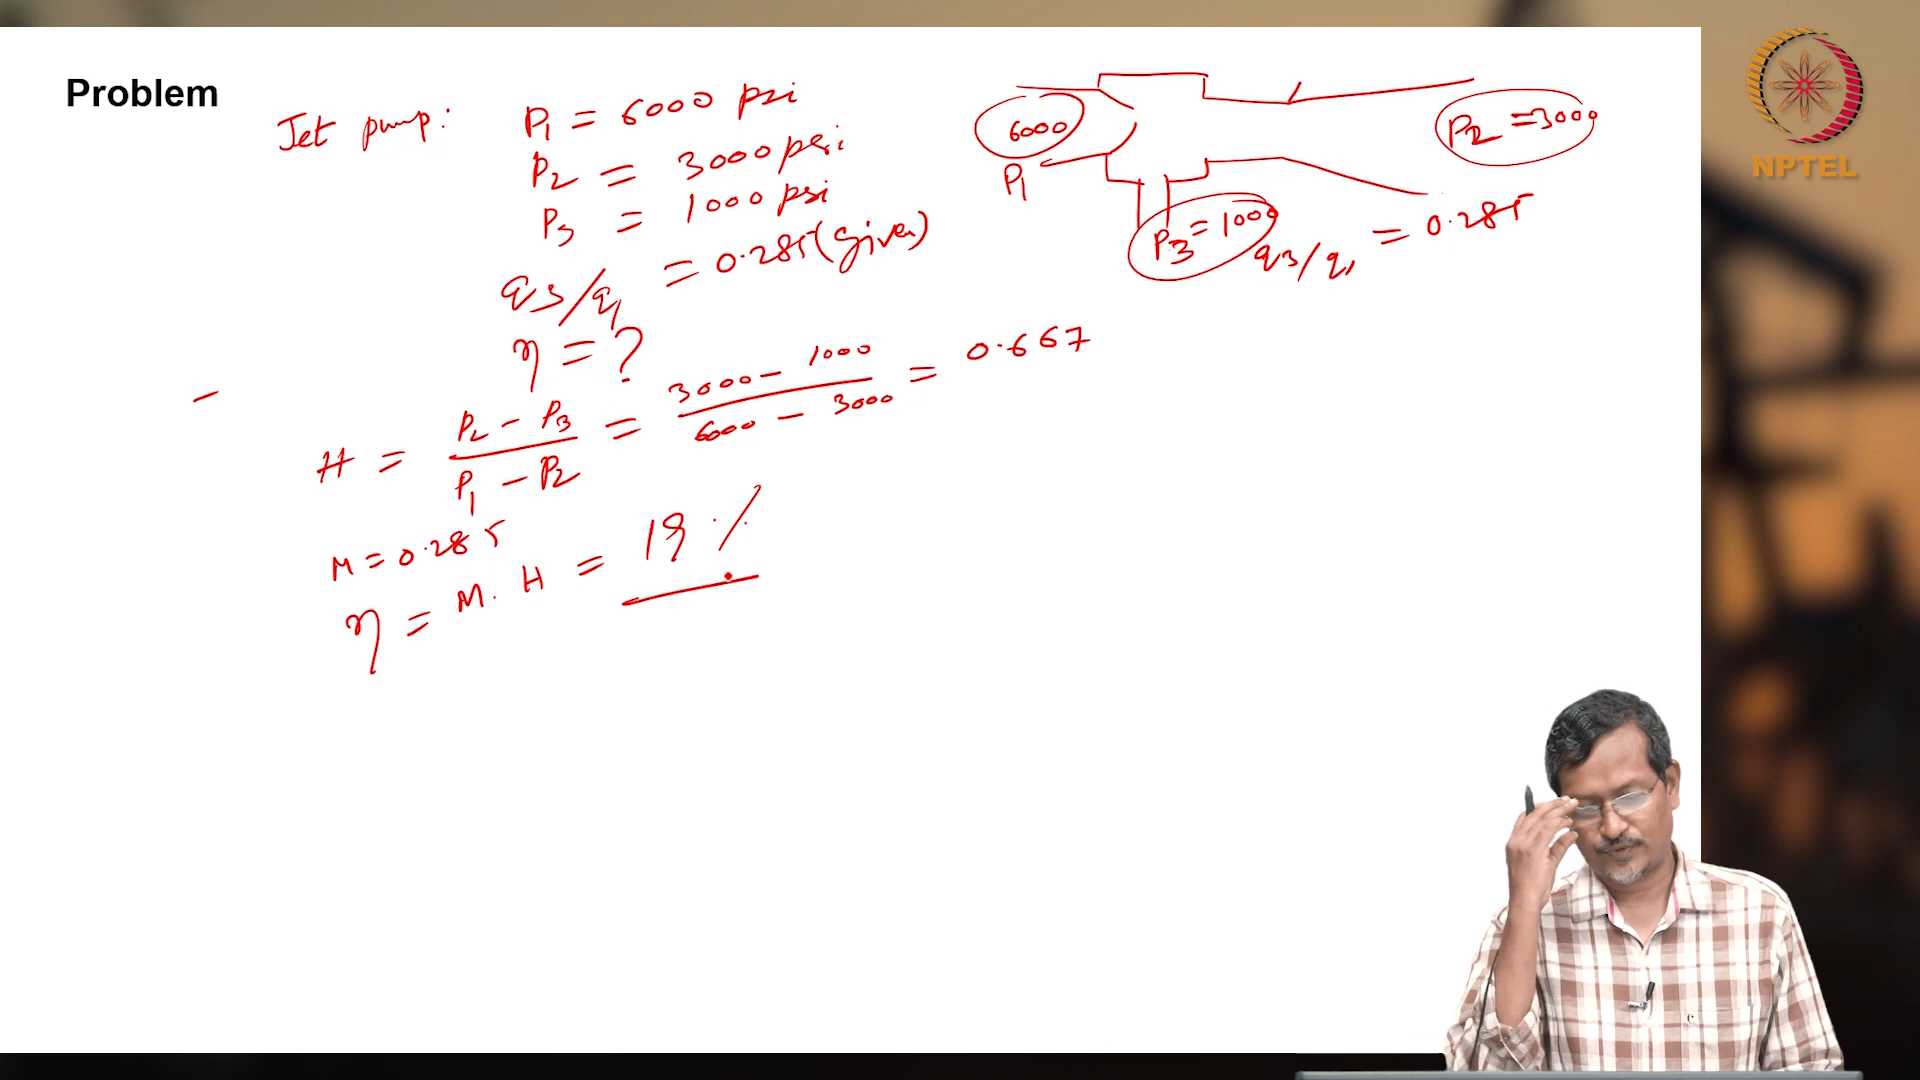 Problem
Jet pump: P1 = 6000 psi
P2 = 3000 psi
P3 = 1000 psi
q3/q1 = 0.285 (given)
η = ?
H = (P2 - P3)/(P1 - P2) = (3000 - 1000)/(6000 - 3000) = 0.667
M = 0.285
η = M. H = 19 %
6000
P1
P2 = 3000
P3 = 1000
q3/q1 = 0.285
NPTEL